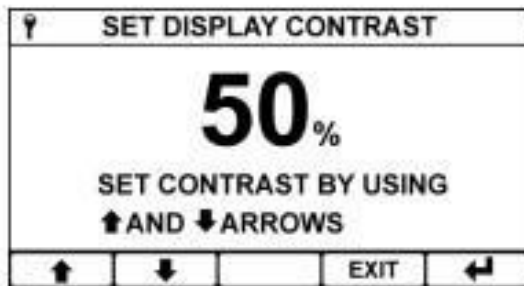 SET DISPLAY CONTRAST
50%
SET CONTRAST BY USING
⬆AND ⬇ARROWS
⬆ ⬇ EXIT ↵